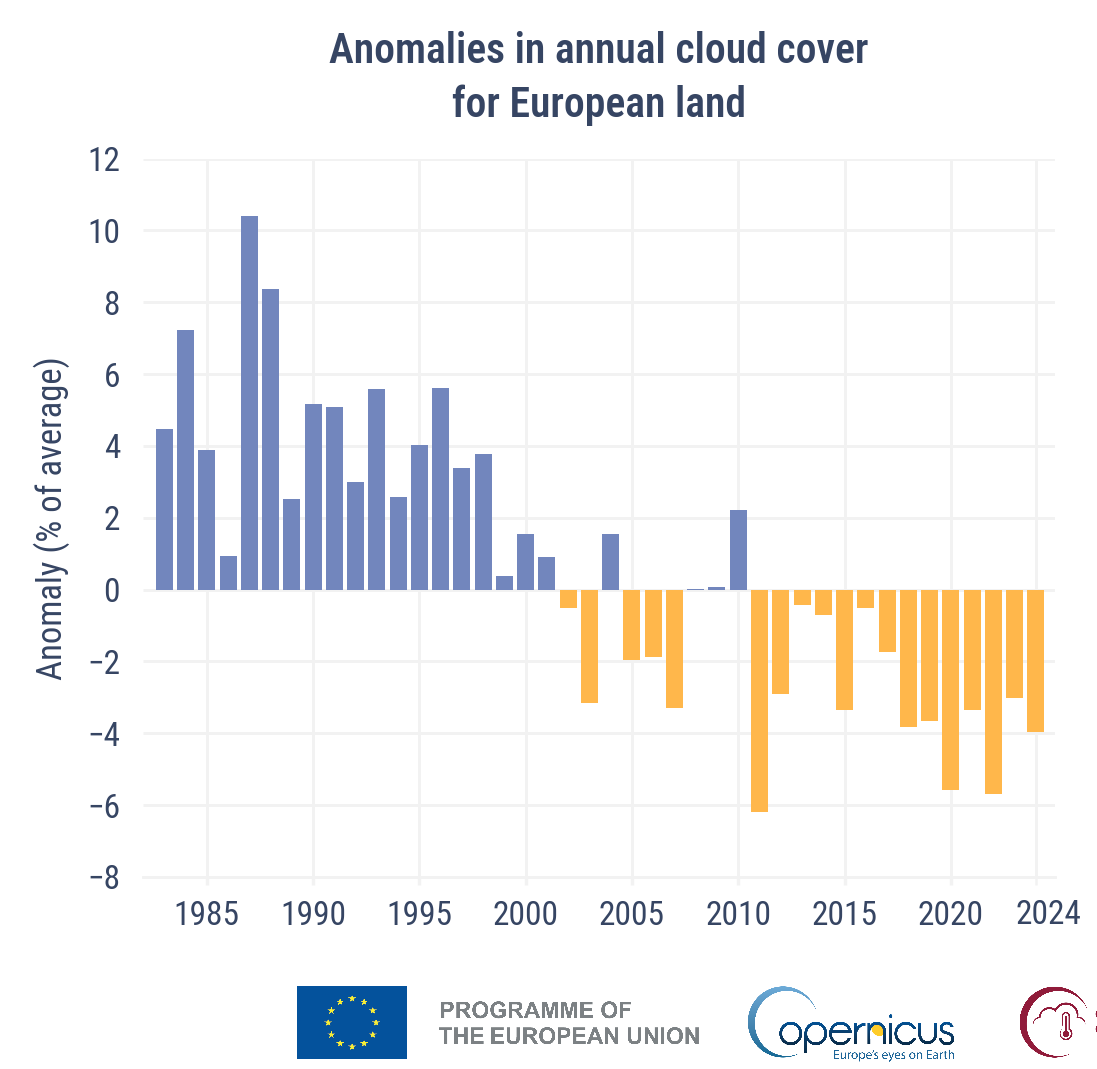 Anomalies in annual cloud cover
for European land
Anomaly (% of average)
12
10
8
6
4
2
0
−2
−4
−6
−8
1985 1990 1995 2000 2005 2010 2015 2020 2024
PROGRAMME OF
THE EUROPEAN UNION
opernicus
Europe's eyes on Earth